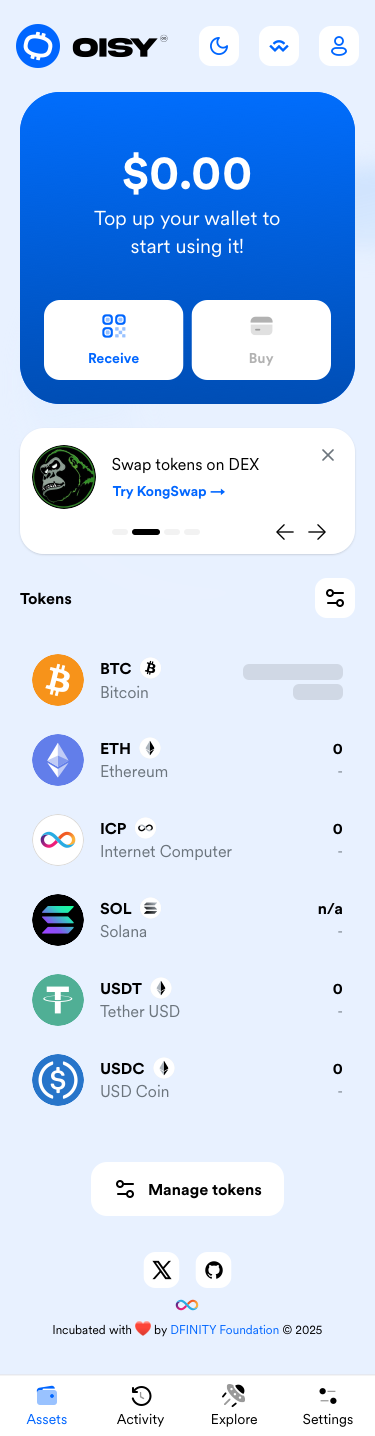 OISY
$0.00
Top up your wallet to
start using it!
Receive
Buy
Swap tokens on DEX
Try KongSwap →
Tokens
BTC
Bitcoin
ETH
0
Ethereum
-
ICP
0
Internet Computer
-
SOL
n/a
Solana
-
USDT
0
Tether USD
-
USDC
0
USD Coin
-
Manage tokens
Incubated with ❤️ by DFINITY Foundation © 2025
Assets
Activity
Explore
Settings